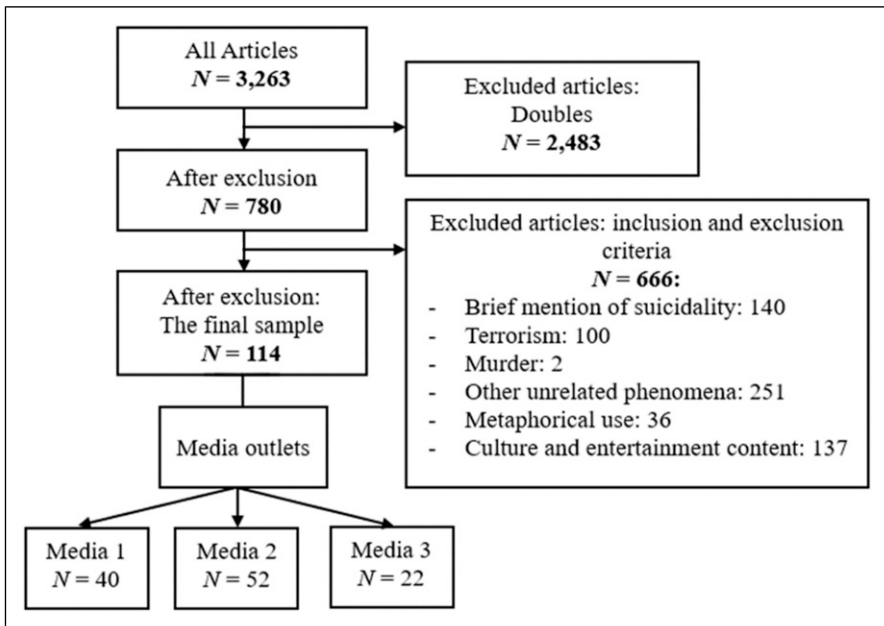 All Articles
N = 3,263
Excluded articles:
Doubles
N = 2,483
After exclusion
N = 780
Excluded articles: inclusion and exclusion
criteria
N = 666:
- Brief mention of suicidality: 140
- Terrorism: 100
- Murder: 2
- Other unrelated phenomena: 251
- Metaphorical use: 36
- Culture and entertainment content: 137
After exclusion:
The final sample
N = 114
Media outlets
Media 1
N = 40
Media 2
N = 52
Media 3
N = 22